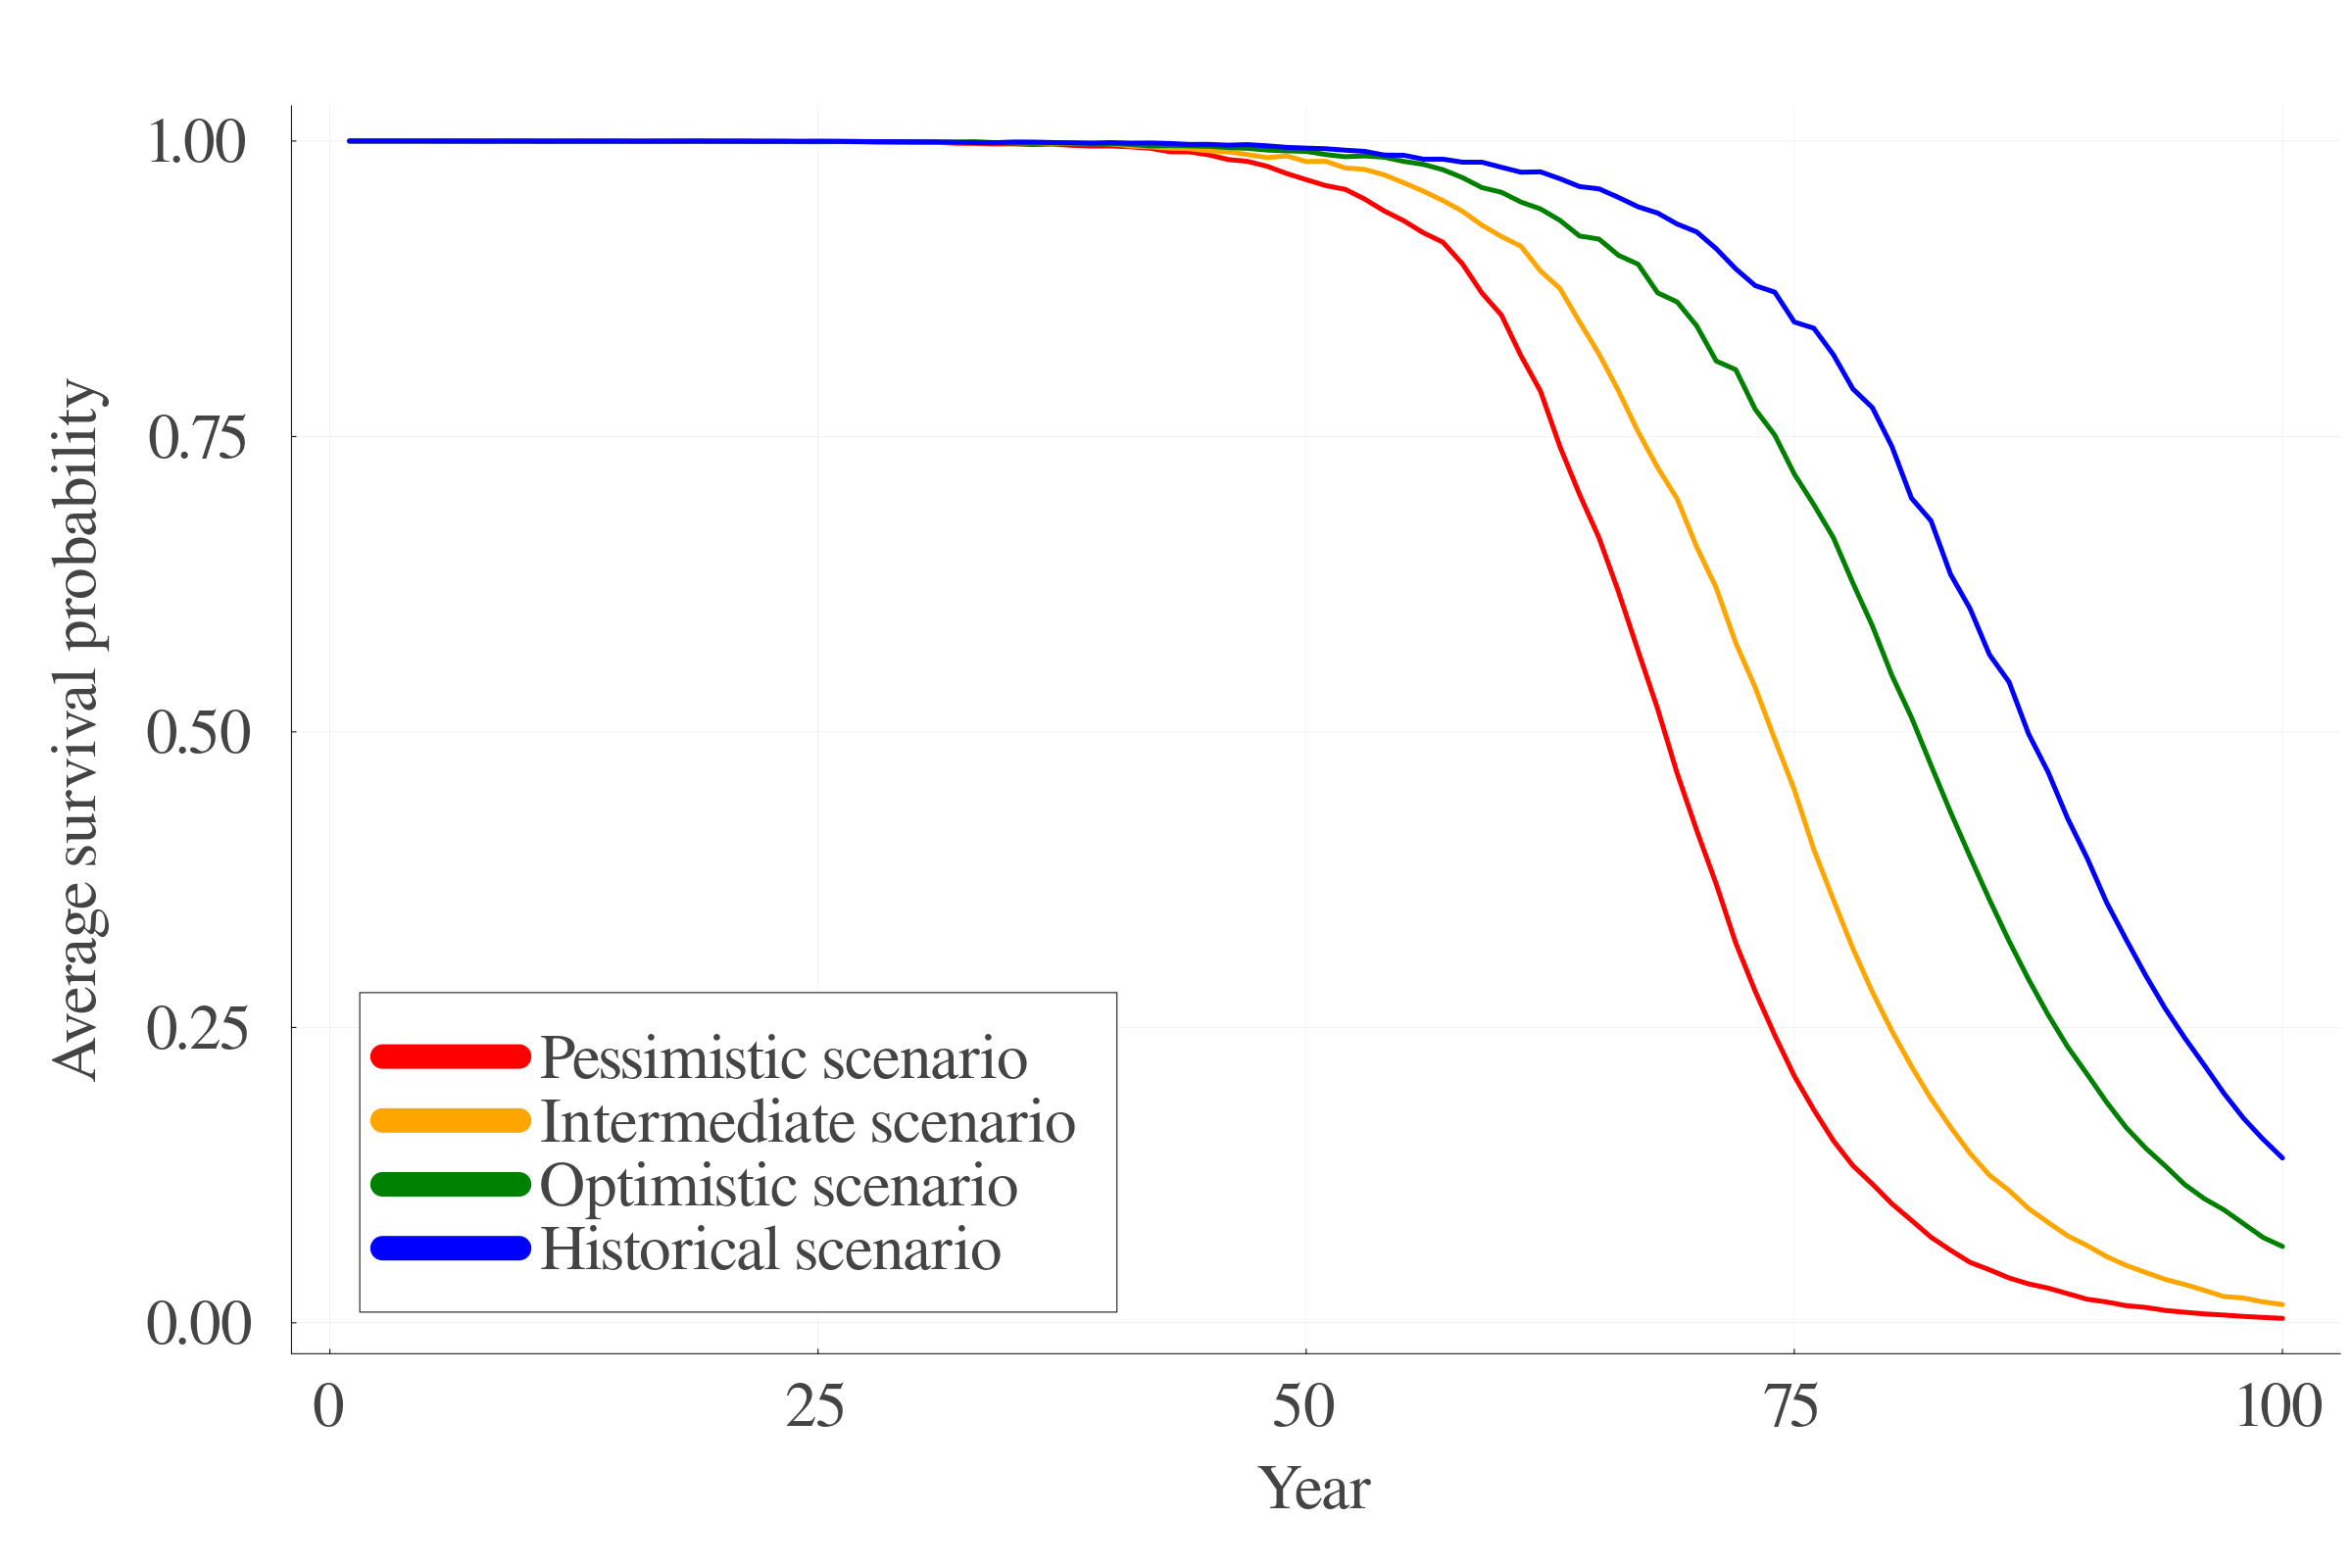 1.00
0.75
0.50
0.25
0.00
Average survival probability
Pessimistic scenario
Intermediate scenario
Optimistic scenario
Historical scenario
0 25 50 75 100
Year